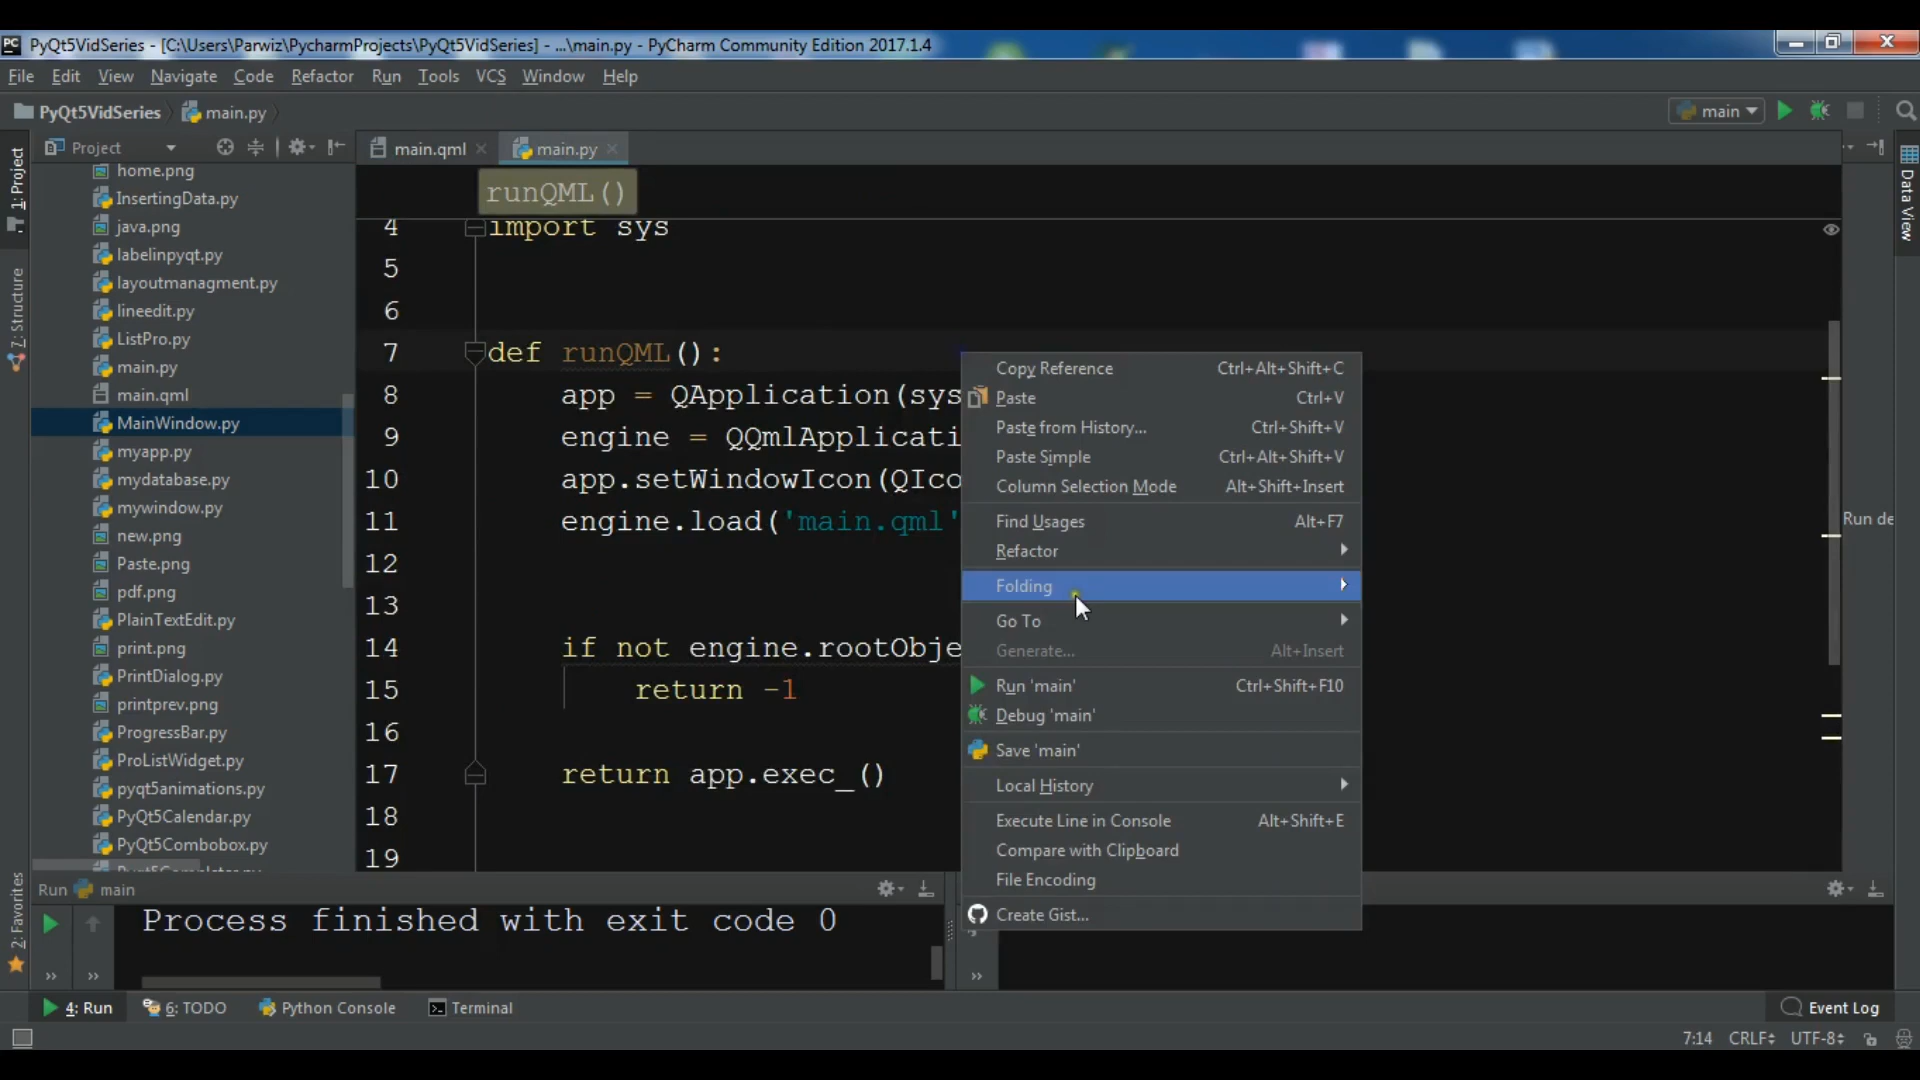 PyQt5VidSeries - [C:\Users\Parwiz\PycharmProjects\PyQt5VidSeries] - ...\main.py - PyCharm Community Edition 2017.1.4
File Edit View Navigate Code Refactor Run Tools VCS Window Help
PyQt5VidSeries main.py main
Project main.qml main.py
1: Project
7: Structure
2: Favorites
home.png
InsertingData.py
java.png
labelinpyqt.py
layoutmanagment.py
lineedit.py
ListPro.py
main.py
main.qml
MainWindow.py
myapp.py
mydatabase.py
mywindow.py
new.png
Paste.png
pdf.png
PlainTextEdit.py
print.png
PrintDialog.py
printprev.png
ProgressBar.py
ProListWidget.py
pyqt5animations.py
PyQt5Calendar.py
PyQt5Combobox.py
runQML()
4 import sys
5
6
7 def runQML():
8 app = QApplication(sys
9 engine = QQmlApplicati
10 app.setWindowIcon(QIco
11 engine.load('main.qml'
12
13
14 if not engine.rootObje
15 return -1
16
17 return app.exec_()
18
19
Copy Reference Ctrl+Alt+Shift+C
Paste Ctrl+V
Paste from History... Ctrl+Shift+V
Paste Simple Ctrl+Alt+Shift+V
Column Selection Mode Alt+Shift+Insert
Find Usages Alt+F7
Refactor
Folding
Go To
Generate... Alt+Insert
Run 'main' Ctrl+Shift+F10
Debug 'main'
Save 'main'
Local History
Execute Line in Console Alt+Shift+E
Compare with Clipboard
File Encoding
Create Gist...
Data View
Run de
Run main
Process finished with exit code 0
4: Run 6: TODO Python Console Terminal Event Log
7:14 CRLF UTF-8